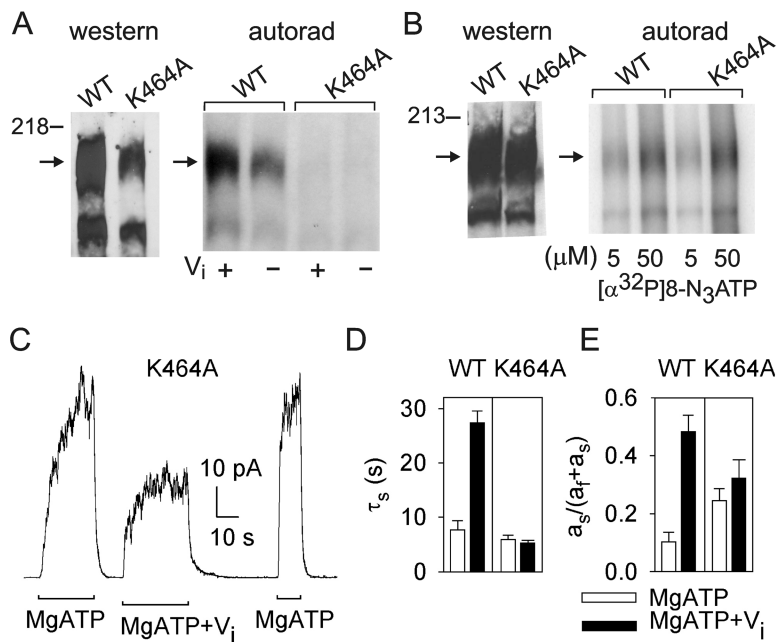 A
western
autorad
WT
K464A
WT
K464A
218
Vi + − + −
B
western
autorad
WT
K464A
WT
K464A
213
(μM) 5 50 5 50
[α32P]8-N3ATP
C
K464A
10 pA
10 s
MgATP
MgATP+Vi
MgATP
D
WT K464A
30
20
10
0
τs (s)
E
WT K464A
0.6
0.4
0.2
0.0
as/(af+as)
MgATP
MgATP+Vi